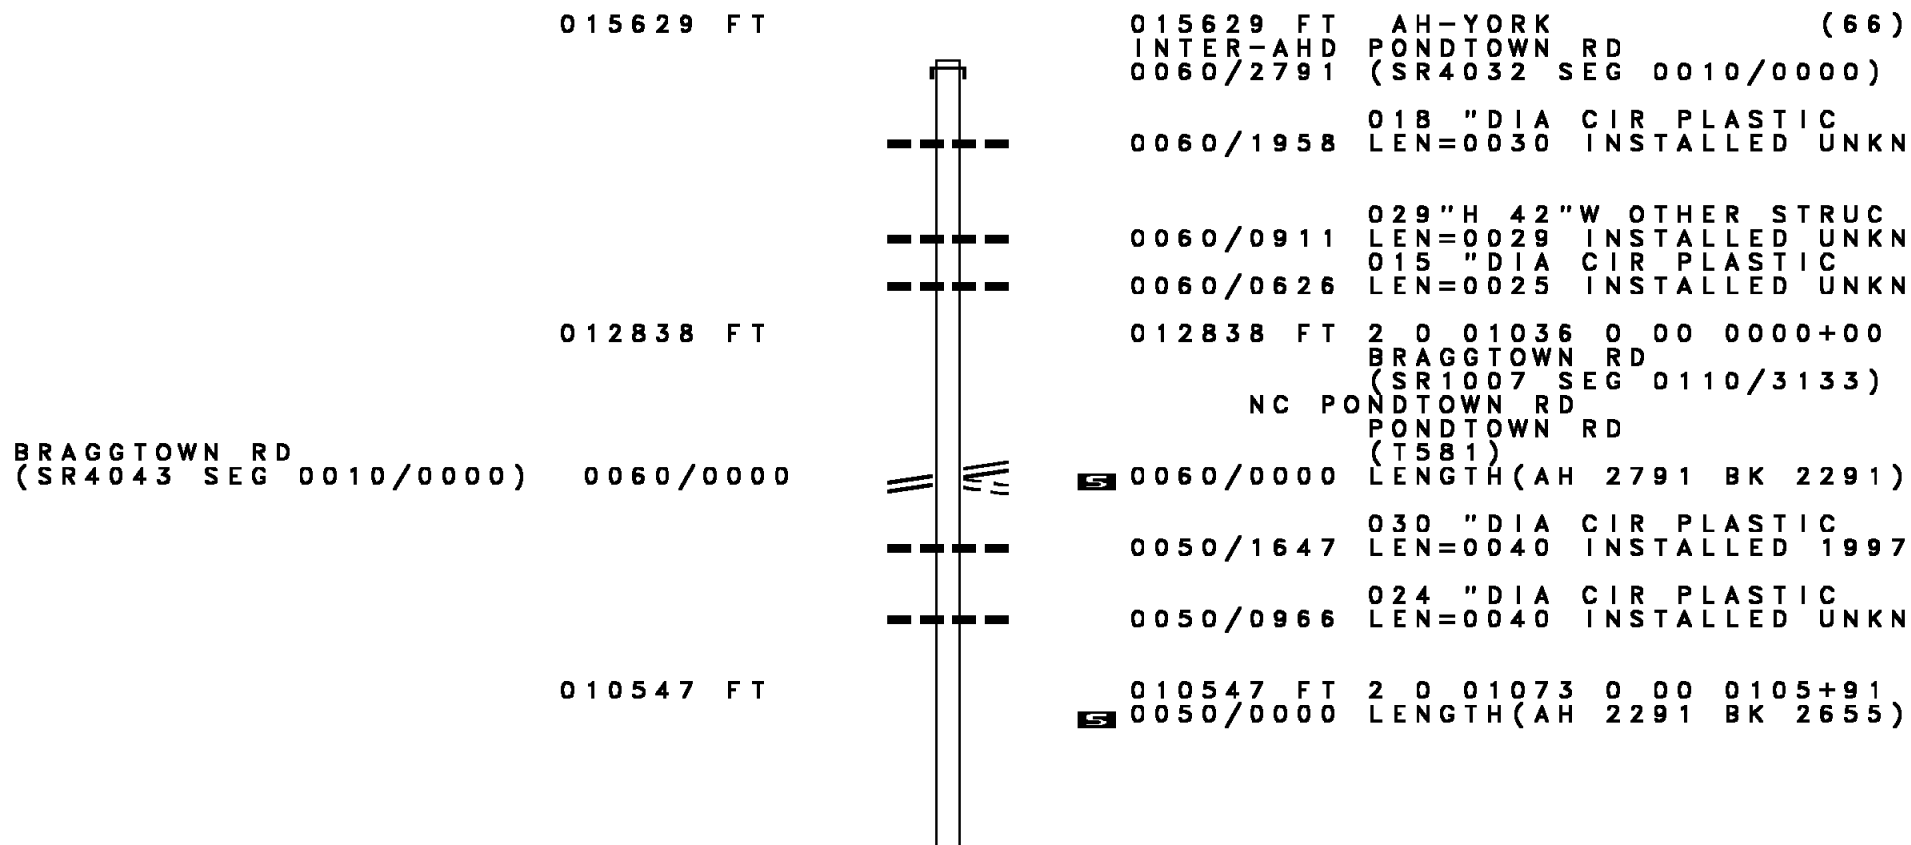 015629 FT 015629 FT AH-YORK (66)
INTER-AHD PONDTOWN RD
0060/2791 (SR4032 SEG 0010/0000)
018 "DIA CIR PLASTIC
0060/1958 LEN=0030 INSTALLED UNKN
029"H 42"W OTHER STRUC
0060/0911 LEN=0029 INSTALLED UNKN
015 "DIA CIR PLASTIC
0060/0626 LEN=0025 INSTALLED UNKN
012838 FT 012838 FT 2 0 01036 0 00 0000+00
BRAGGTOWN RD
(SR1007 SEG 0110/3133)
NC PONDTOWN RD
PONDTOWN RD
BRAGGTOWN RD (T581)
(SR4043 SEG 0010/0000) 0060/0000 S 0060/0000 LENGTH(AH 2791 BK 2291)
030 "DIA CIR PLASTIC
0050/1647 LEN=0040 INSTALLED 1997
024 "DIA CIR PLASTIC
0050/0966 LEN=0040 INSTALLED UNKN
010547 FT 010547 FT 2 0 01073 0 00 0105+91
S 0050/0000 LENGTH(AH 2291 BK 2655)